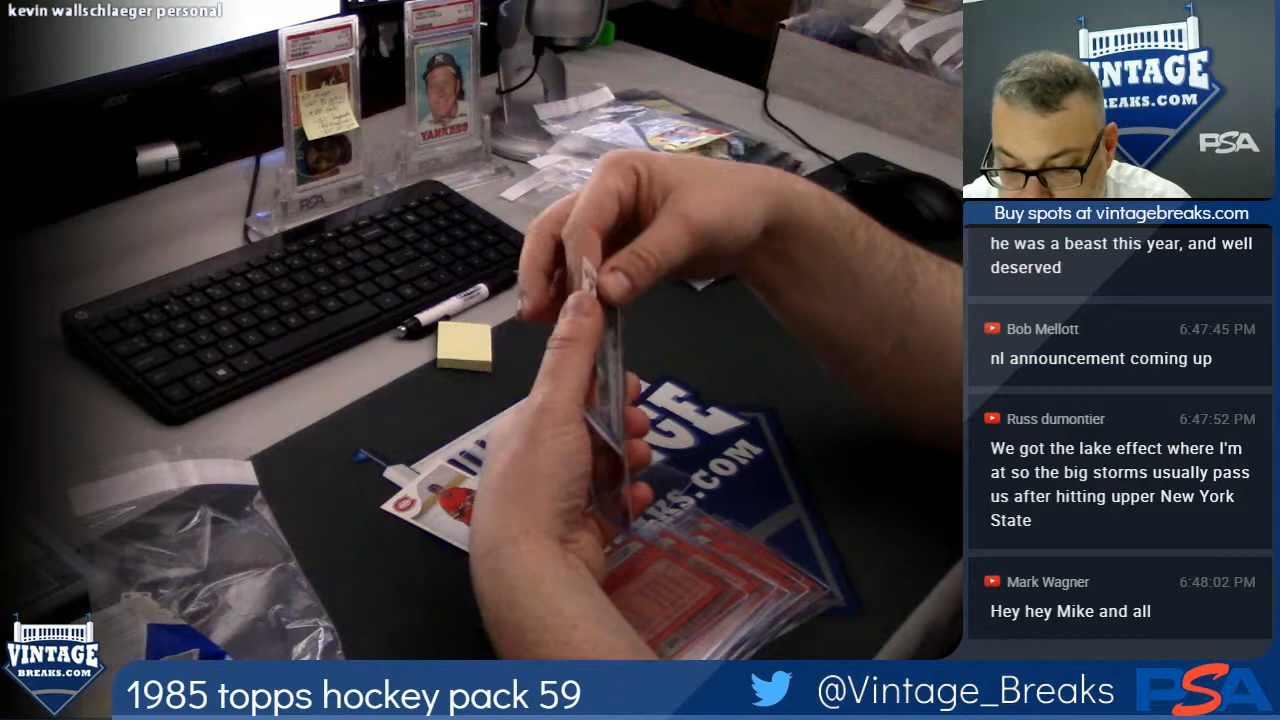 kevin wallschlaeger personal
YANKEES
PSA
VINTAGE
BREAKS.COM
PSA
Buy spots at vintagebreaks.com
he was a beast this year, and well
deserved
Bob Mellott 6:47:45 PM
nl announcement coming up
Russ dumontier 6:47:52 PM
We got the lake effect where I'm
at so the big storms usually pass
us after hitting upper New York
State
Mark Wagner 6:48:02 PM
Hey hey Mike and all
VINTAGE
BREAKS.COM
1985 topps hockey pack 59
@Vintage_Breaks
PSA